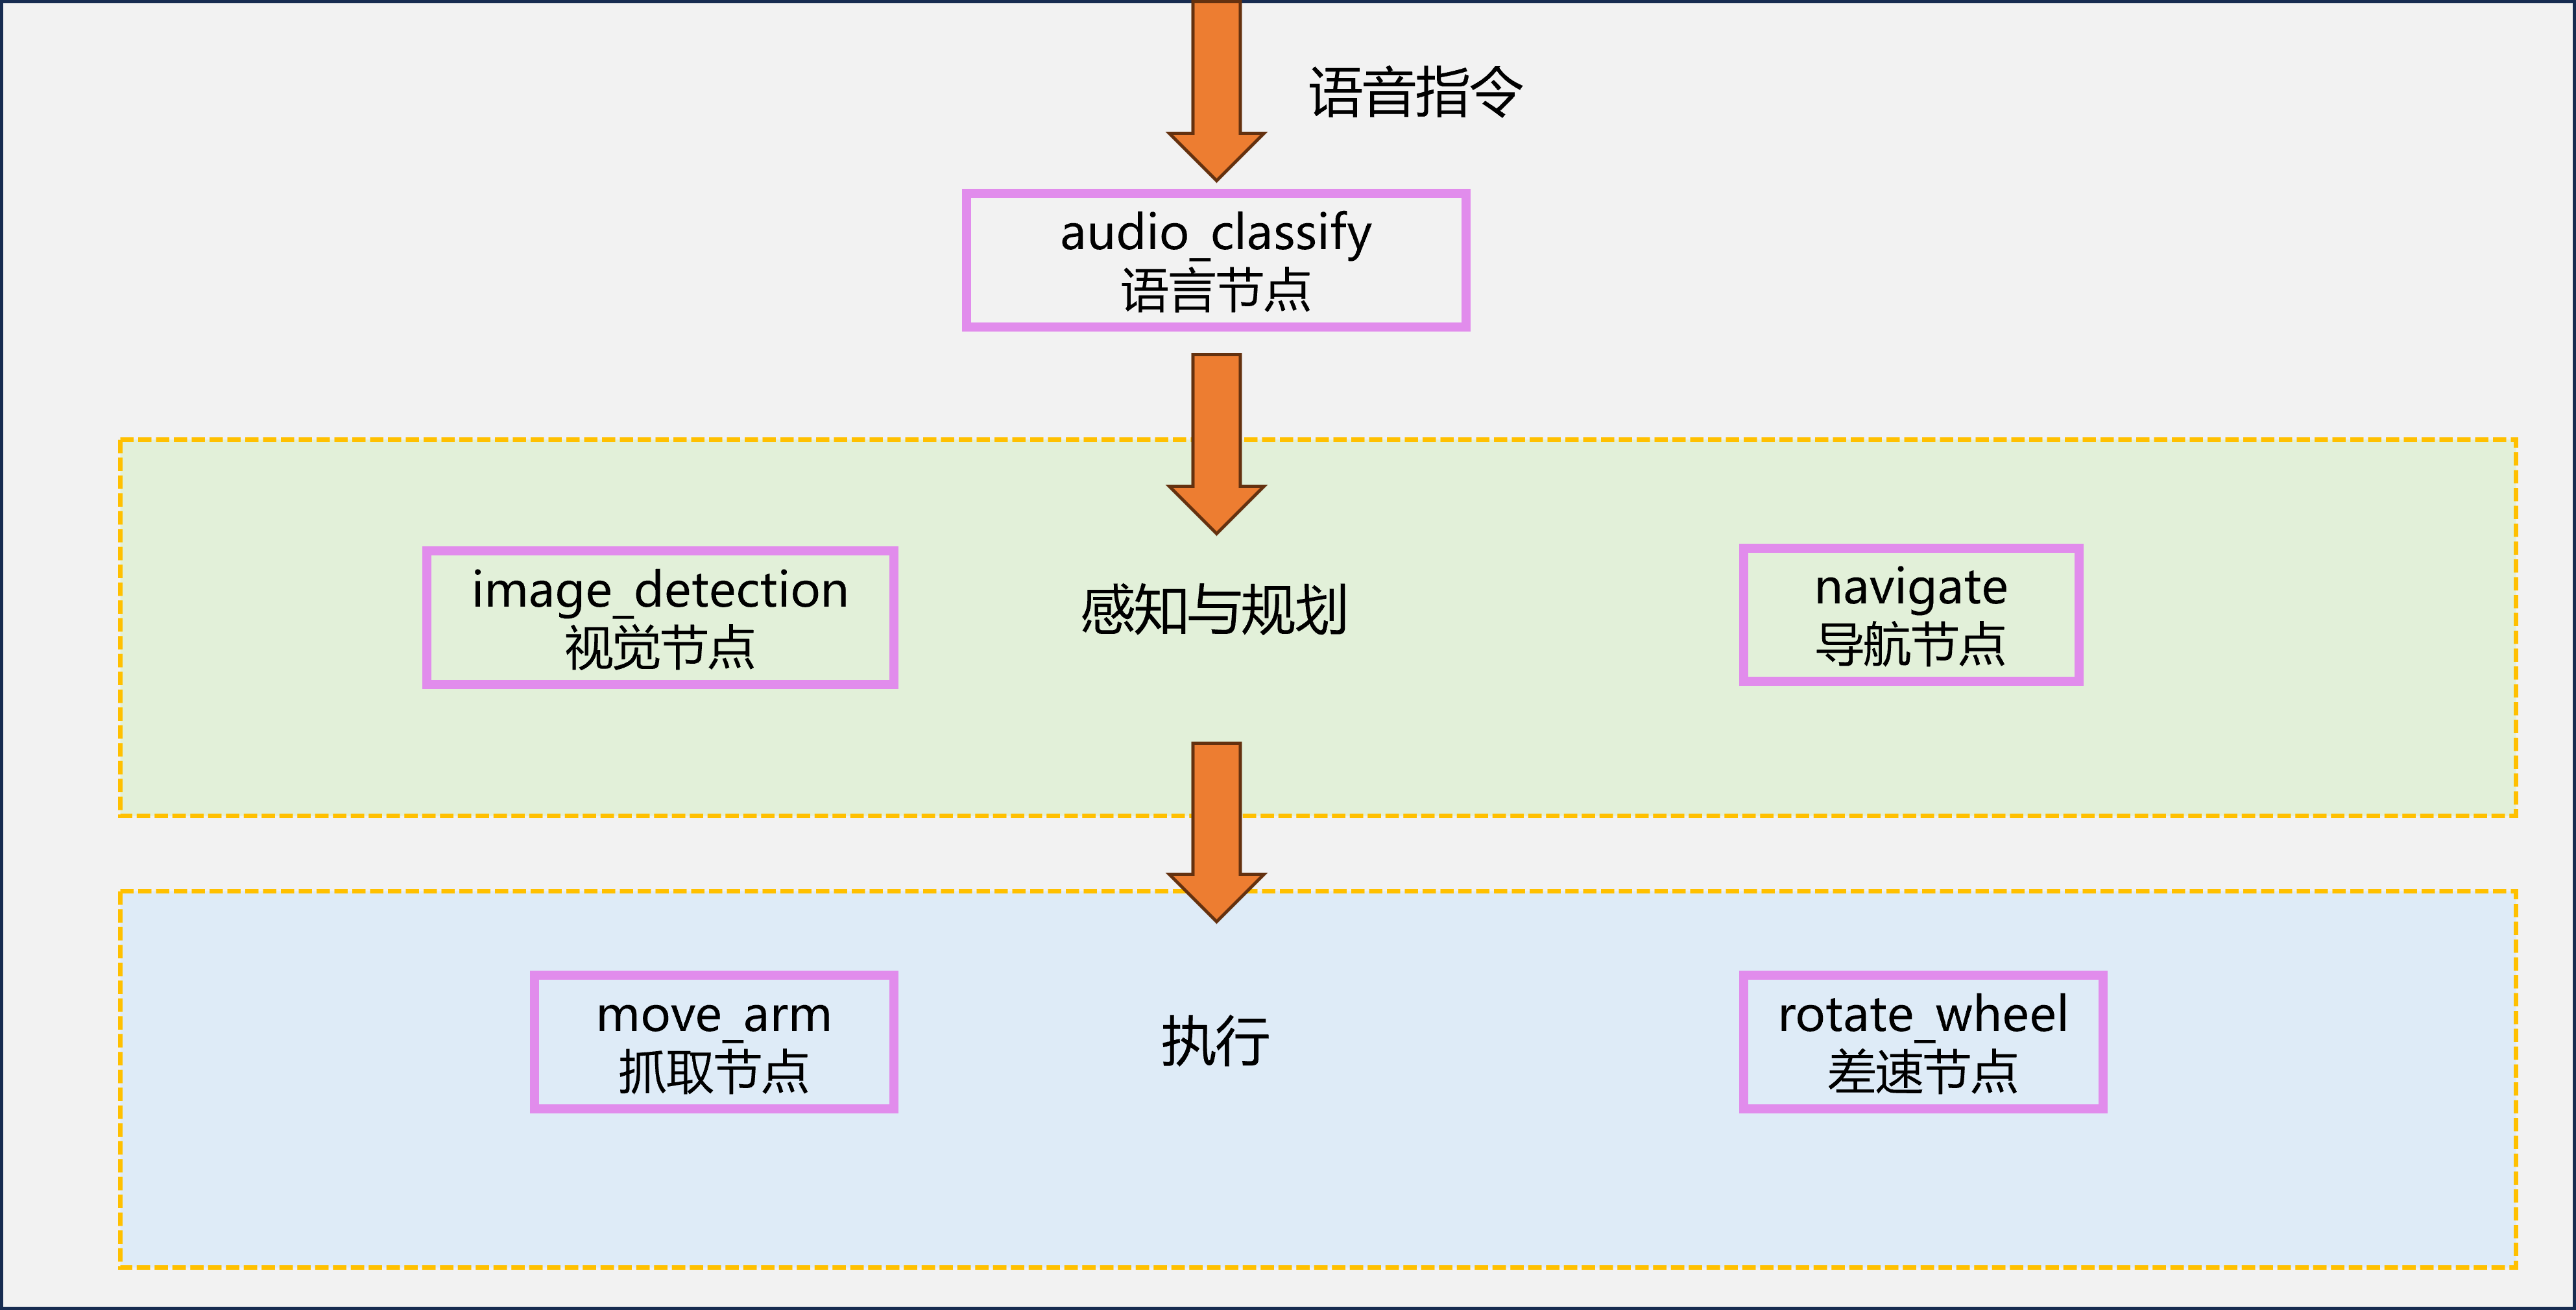 语音指令
audio_classify
语言节点
image_detection
视觉节点
感知与规划
navigate
导航节点
move_arm
抓取节点
执行
rotate_wheel
差速节点